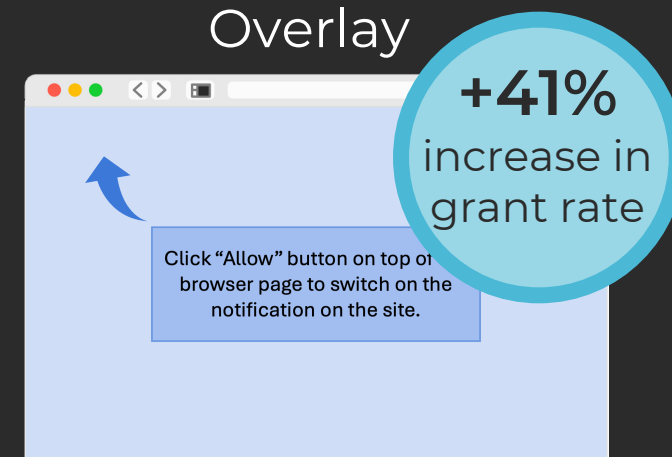 Overlay
+41%
increase in
grant rate
Click “Allow” button on top of
browser page to switch on the
notification on the site.